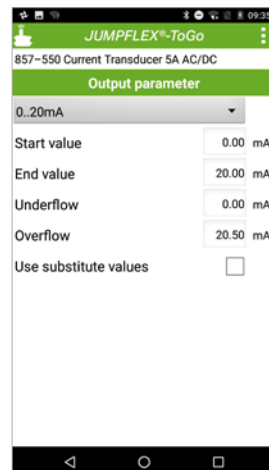 09:35
JUMPFLEX®-ToGo
857-550 Current Transducer 5A AC/DC
Output parameter
0..20mA
Start value 0.00 mA
End value 20.00 mA
Underflow 0.00 mA
Overflow 20.50 mA
Use substitute values